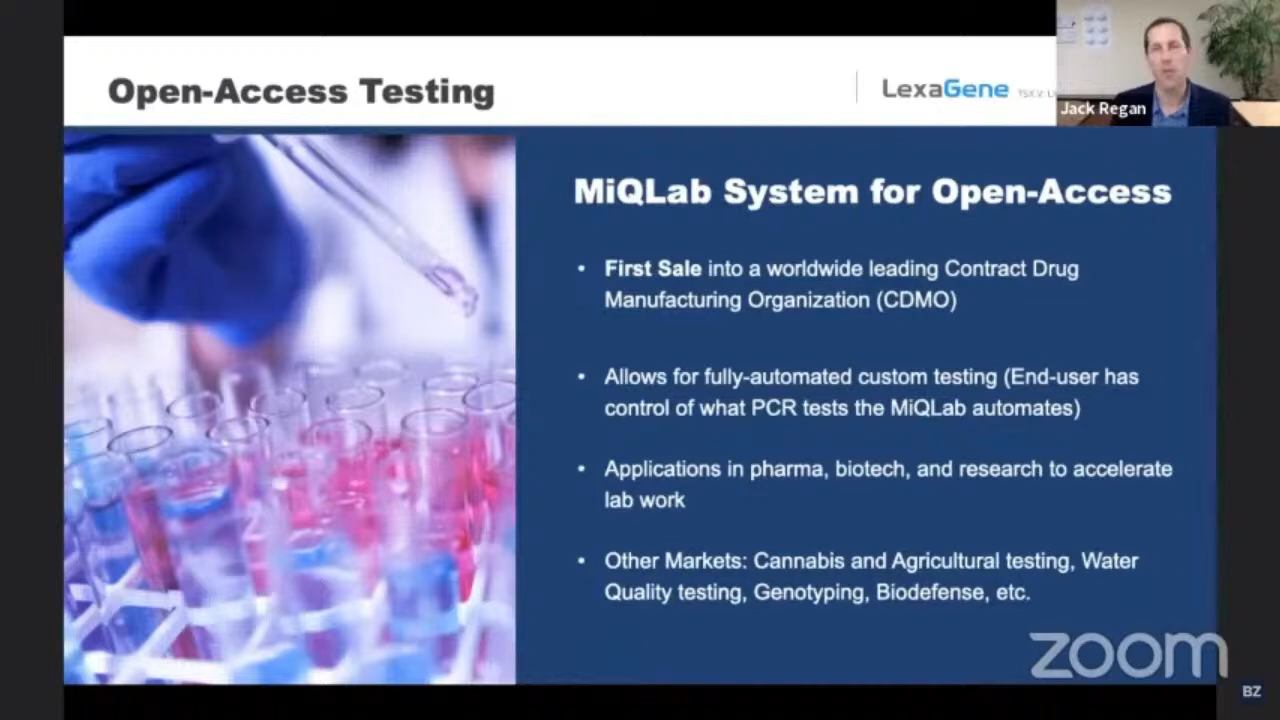 Open-Access Testing
LexaGene
Jack Regan
MiQLab System for Open-Access
• First Sale into a worldwide leading Contract Drug
Manufacturing Organization (CDMO)
• Allows for fully-automated custom testing (End-user has
control of what PCR tests the MiQLab automates)
• Applications in pharma, biotech, and research to accelerate
lab work
• Other Markets: Cannabis and Agricultural testing, Water
Quality testing, Genotyping, Biodefense, etc.
zoom
BZ